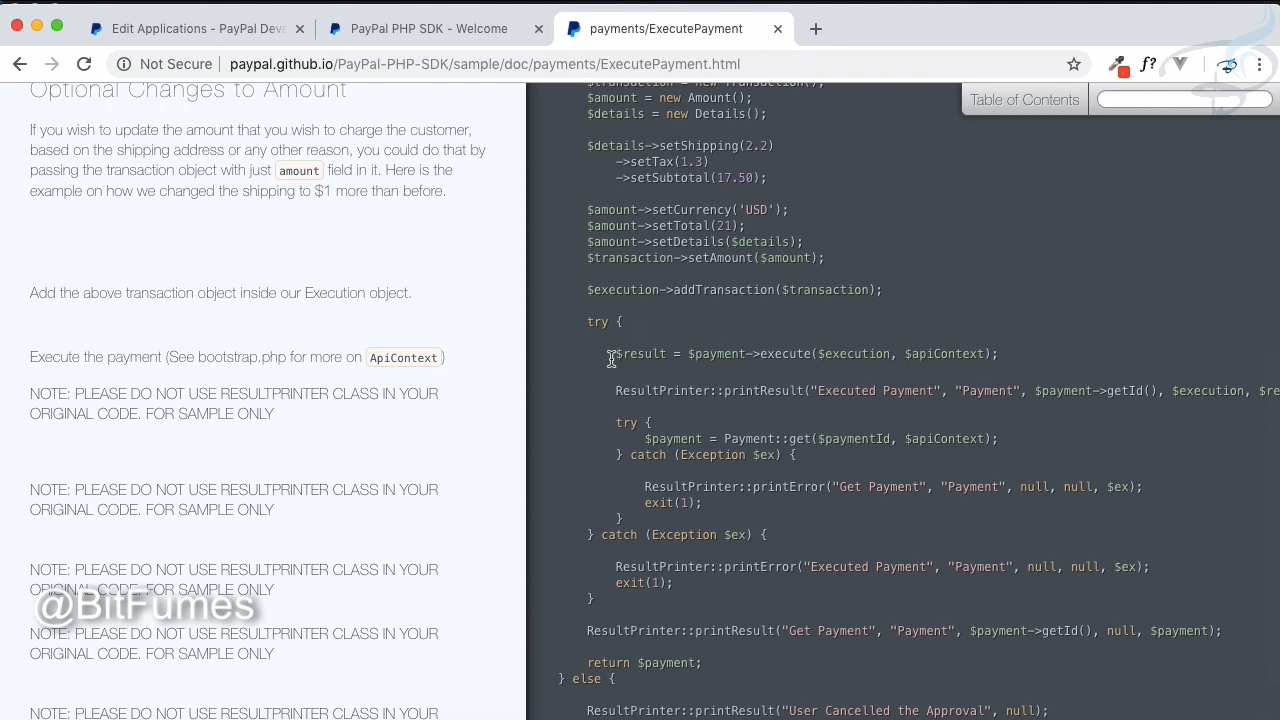 Edit Applications - PayPal Deve
PayPal PHP SDK - Welcome
payments/ExecutePayment
Not Secure
paypal.github.io/PayPal-PHP-SDK/sample/doc/payments/ExecutePayment.html
f?
Table of Contents
Optional Changes to Amount
If you wish to update the amount that you wish to charge the customer,
based on the shipping address or any other reason, you could do that by
passing the transaction object with just amount field in it. Here is the
example on how we changed the shipping to $1 more than before.
Add the above transaction object inside our Execution object.
Execute the payment (See bootstrap.php for more on ApiContext)
NOTE: PLEASE DO NOT USE RESULTPRINTER CLASS IN YOUR
ORIGINAL CODE. FOR SAMPLE ONLY
NOTE: PLEASE DO NOT USE RESULTPRINTER CLASS IN YOUR
ORIGINAL CODE. FOR SAMPLE ONLY
NOTE: PLEASE DO NOT USE RESULTPRINTER CLASS IN YOUR
ORIGINAL CODE. FOR SAMPLE ONLY
@BitFumes
NOTE: PLEASE DO NOT USE RESULTPRINTER CLASS IN YOUR
ORIGINAL CODE. FOR SAMPLE ONLY
NOTE: PLEASE DO NOT USE RESULTPRINTER CLASS IN YOUR
$transaction = new Transaction();
$amount = new Amount();
$details = new Details();
$details->setShipping(2.2)
->setTax(1.3)
->setSubtotal(17.50);
$amount->setCurrency('USD');
$amount->setTotal(21);
$amount->setDetails($details);
$transaction->setAmount($amount);
$execution->addTransaction($transaction);
try {
$result = $payment->execute($execution, $apiContext);
ResultPrinter::printResult("Executed Payment", "Payment", $payment->getId(), $execution, $re
try {
$payment = Payment::get($paymentId, $apiContext);
} catch (Exception $ex) {
ResultPrinter::printError("Get Payment", "Payment", null, null, $ex);
exit(1);
}
} catch (Exception $ex) {
ResultPrinter::printError("Executed Payment", "Payment", null, null, $ex);
exit(1);
}
ResultPrinter::printResult("Get Payment", "Payment", $payment->getId(), null, $payment);
return $payment;
} else {
ResultPrinter::printResult("User Cancelled the Approval", null);